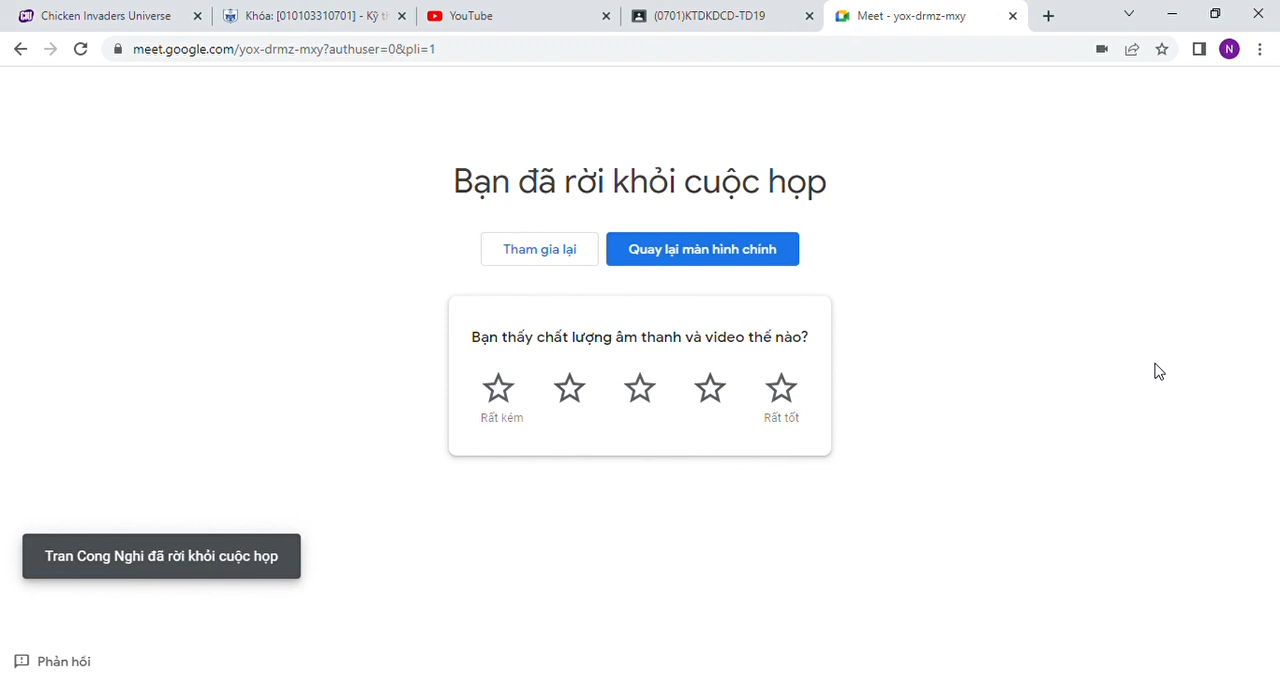 Chicken Invaders Universe
Khóa: [010103310701] - Kỹ th
YouTube
(0701)KTDKDCD-TD19
Meet - yox-drmz-mxy
meet.google.com/yox-drmz-mxy?authuser=0&pli=1
N
Bạn đã rời khỏi cuộc họp
Tham gia lại
Quay lại màn hình chính
Bạn thấy chất lượng âm thanh và video thế nào?
Rất kém
Rất tốt
Tran Cong Nghi đã rời khỏi cuộc họp
Phản hồi